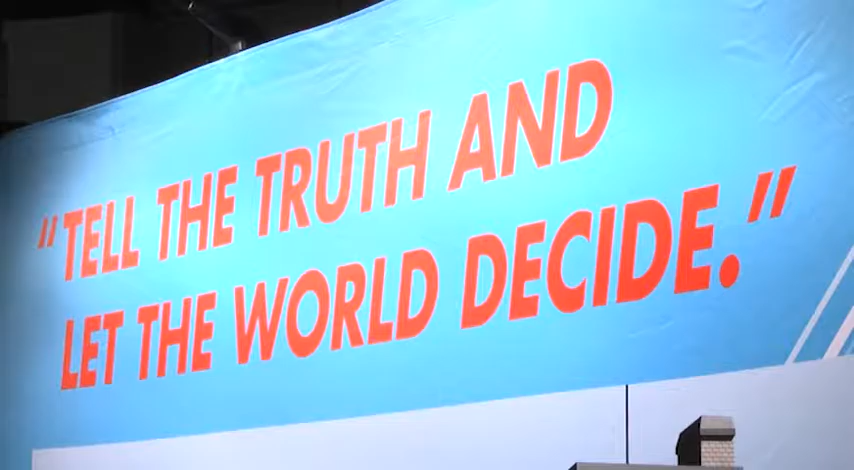 "TELL THE TRUTH AND
LET THE WORLD DECIDE."